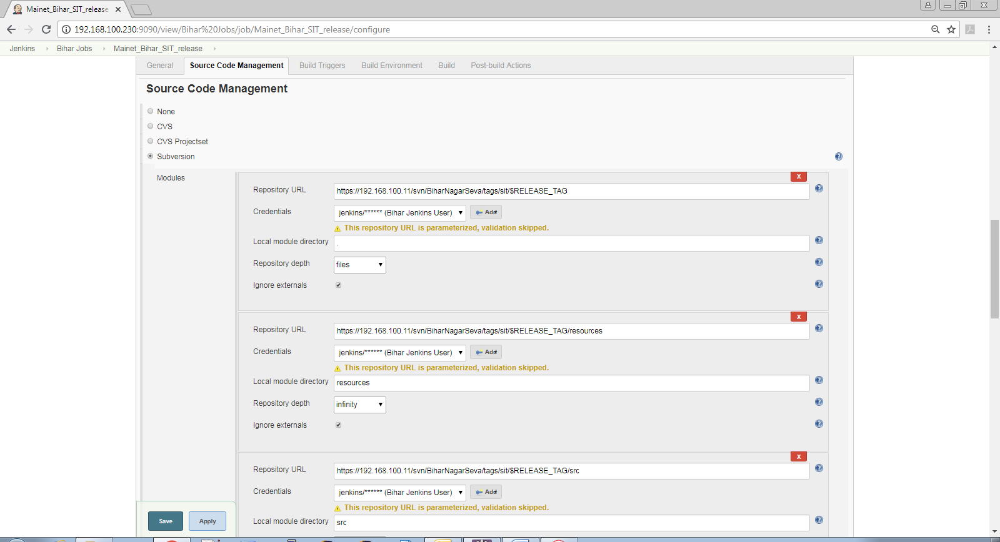 Mainet_Bihar_SIT_release
192.168.100.230:9090/view/Bihar%20Jobs/job/Mainet_Bihar_SIT_release/configure
Jenkins Bihar Jobs Mainet_Bihar_SIT_release
General Source Code Management Build Triggers Build Environment Build Post-build Actions
Source Code Management
None
CVS
CVS Projectset
Subversion
Modules
X
Repository URL https://192.168.100.11/svn/BiharNagarSeva/tags/sit/$RELEASE_TAG
Credentials jenkins/****** (Bihar Jenkins User) Add
This repository URL is parameterized, validation skipped.
Local module directory .
Repository depth files
Ignore externals
X
Repository URL https://192.168.100.11/svn/BiharNagarSeva/tags/sit/$RELEASE_TAG/resources
Credentials jenkins/****** (Bihar Jenkins User) Add
This repository URL is parameterized, validation skipped.
Local module directory resources
Repository depth infinity
Ignore externals
X
Repository URL https://192.168.100.11/svn/BiharNagarSeva/tags/sit/$RELEASE_TAG/src
Credentials jenkins/****** (Bihar Jenkins User) Add
This repository URL is parameterized, validation skipped.
Local module directory src
Save Apply